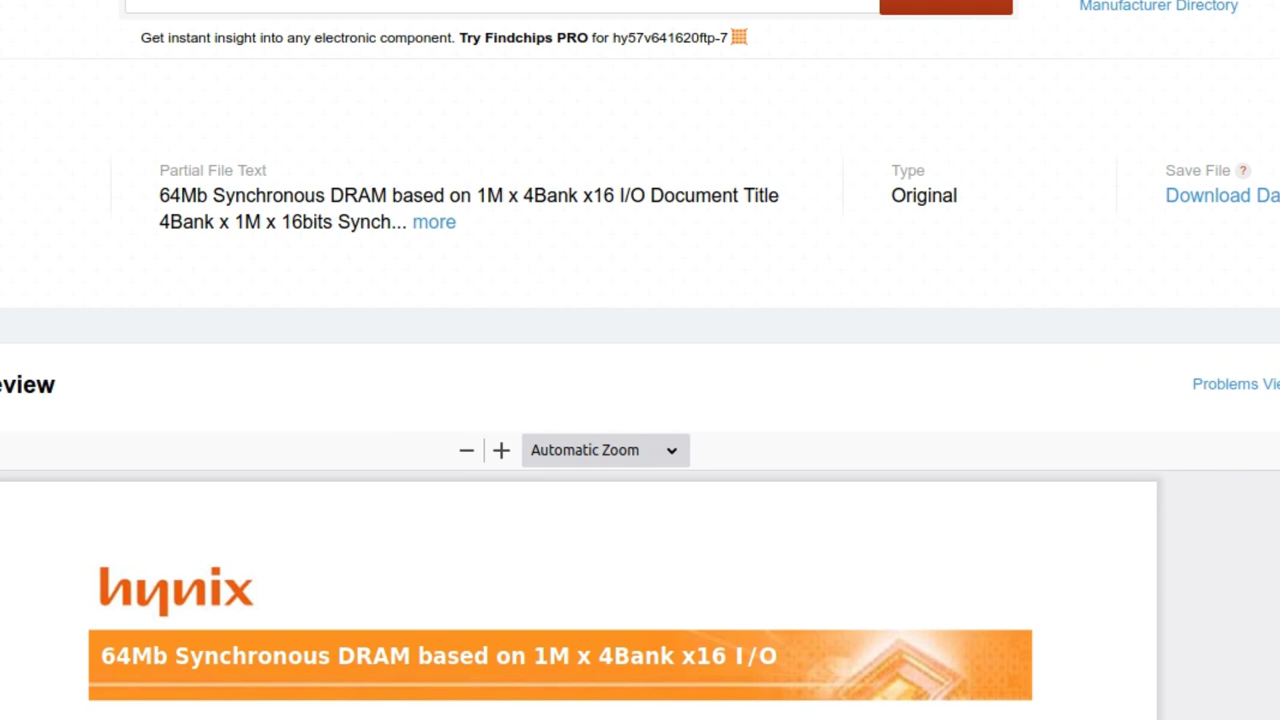 Manufacturer Directory
Get instant insight into any electronic component. Try Findchips PRO for hy57v641620ftp-7
Partial File Text
64Mb Synchronous DRAM based on 1M x 4Bank x16 I/O Document Title
4Bank x 1M x 16bits Synch... more
Type
Original
Save File ?
Download Da
eview
Problems Vie
Automatic Zoom
hynix
64Mb Synchronous DRAM based on 1M x 4Bank x16 I/O